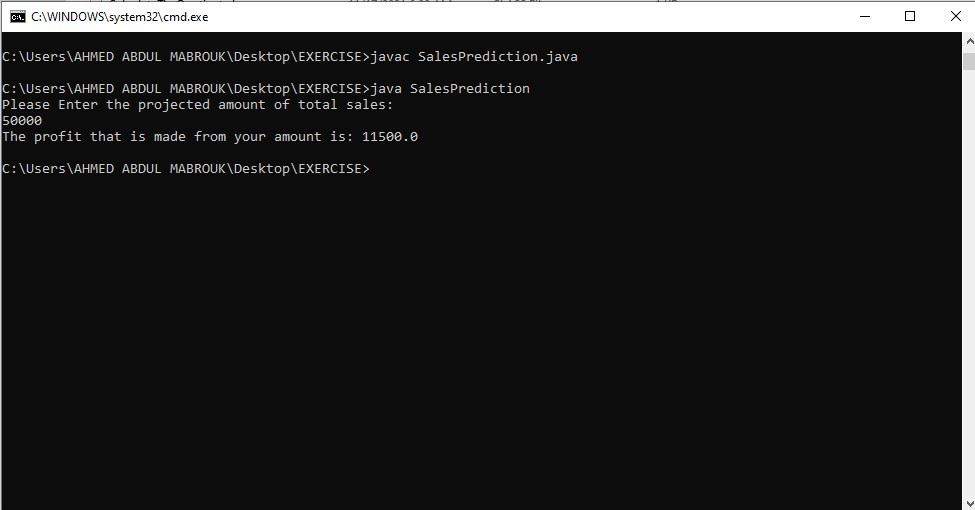 C:\WINDOWS\system32\cmd.exe
C:\Users\AHMED ABDUL MABROUK\Desktop\EXERCISE>javac SalesPrediction.java
C:\Users\AHMED ABDUL MABROUK\Desktop\EXERCISE>java SalesPrediction
Please Enter the projected amount of total sales:
50000
The profit that is made from your amount is: 11500.0
C:\Users\AHMED ABDUL MABROUK\Desktop\EXERCISE>